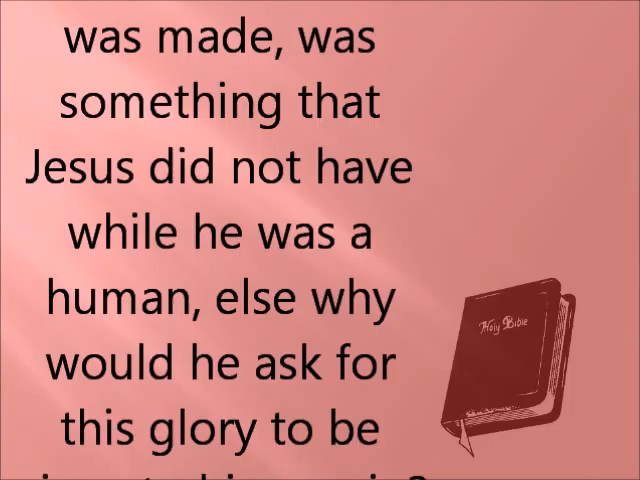 was made, was
something that
Jesus did not have
while he was a
human, else why
would he ask for
this glory to be
Holy Bible